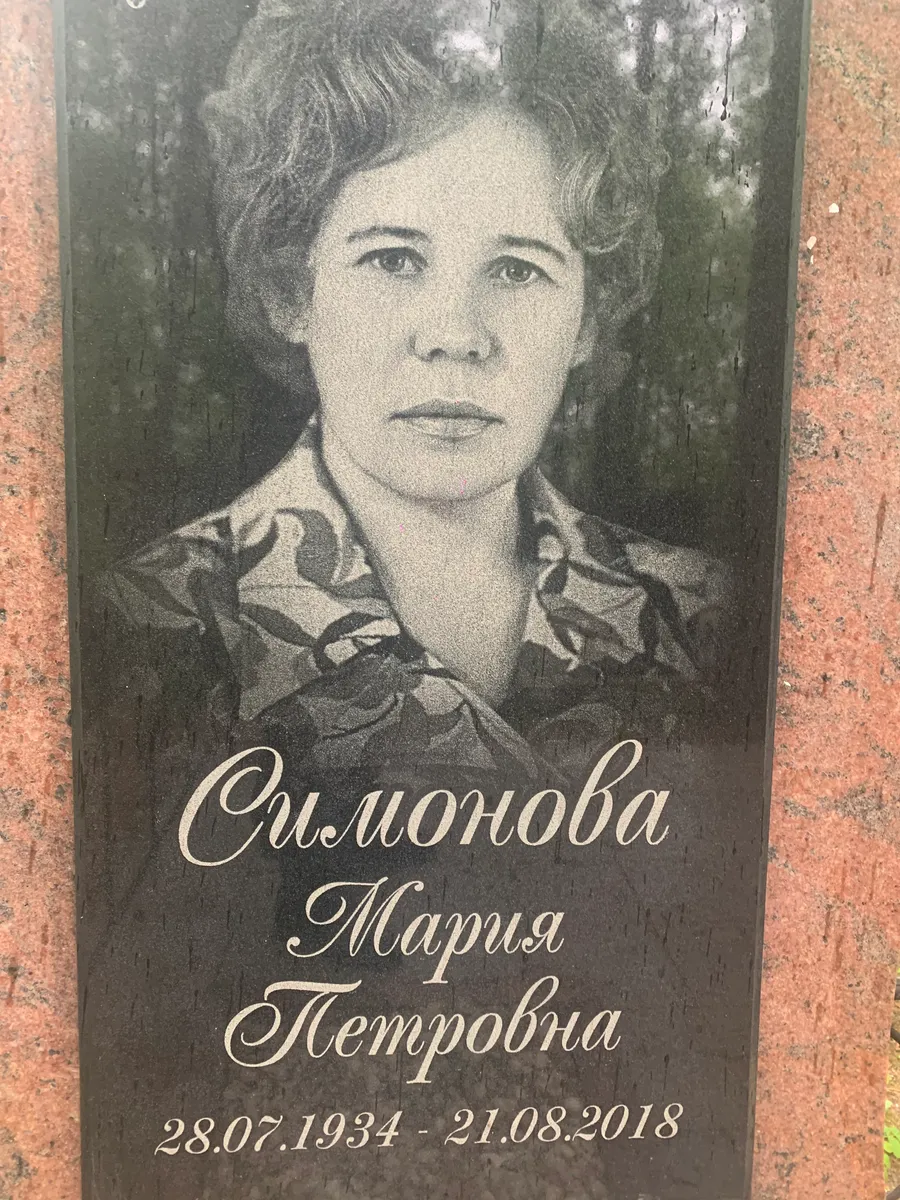 Симонова
Мария
Петровна
28.07.1934 - 21.08.2018